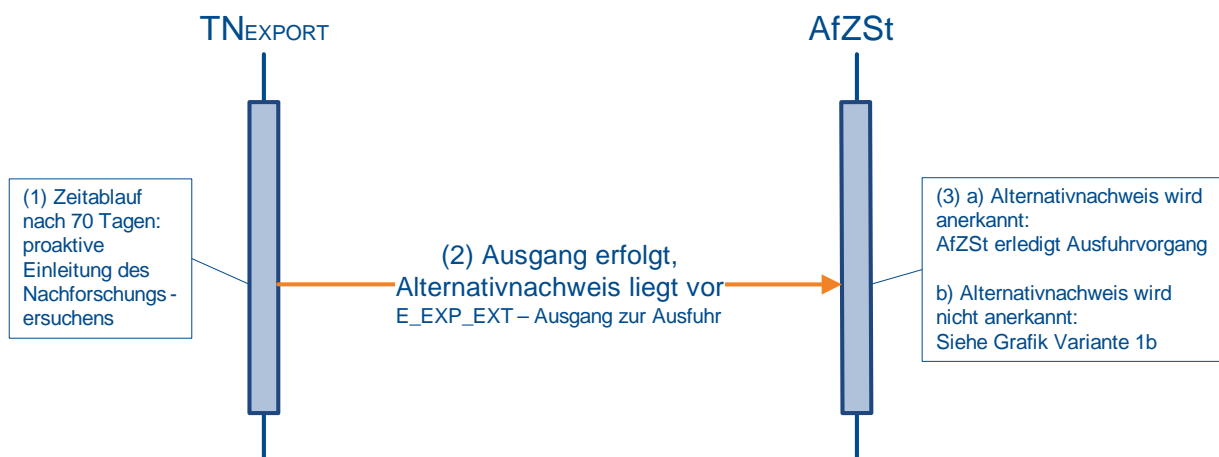 TNEXPORT
AfZSt
(1) Zeitablauf
nach 70 Tagen:
proaktive
Einleitung des
Nachforschungs-
ersuchens
(2) Ausgang erfolgt,
Alternativnachweis liegt vor
E_EXP_EXT – Ausgang zur Ausfuhr
(3) a) Alternativnachweis wird
anerkannt:
AfZSt erledigt Ausfuhrvorgang
b) Alternativnachweis wird
nicht anerkannt:
Siehe Grafik Variante 1b